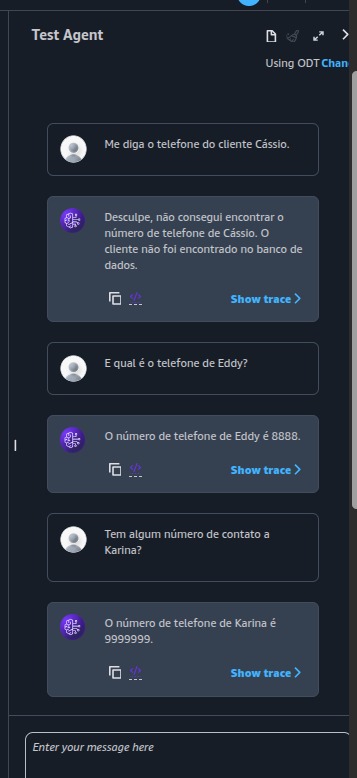 Test Agent
Using ODT Chan
Me diga o telefone do cliente Cássio.
Desculpe, não consegui encontrar o
número de telefone de Cássio. O
cliente não foi encontrado no banco de
dados.
Show trace
E qual é o telefone de Eddy?
O número de telefone de Eddy é 8888.
Show trace
Tem algum número de contato a
Karina?
O número de telefone de Karina é
9999999.
Show trace
Enter your message here